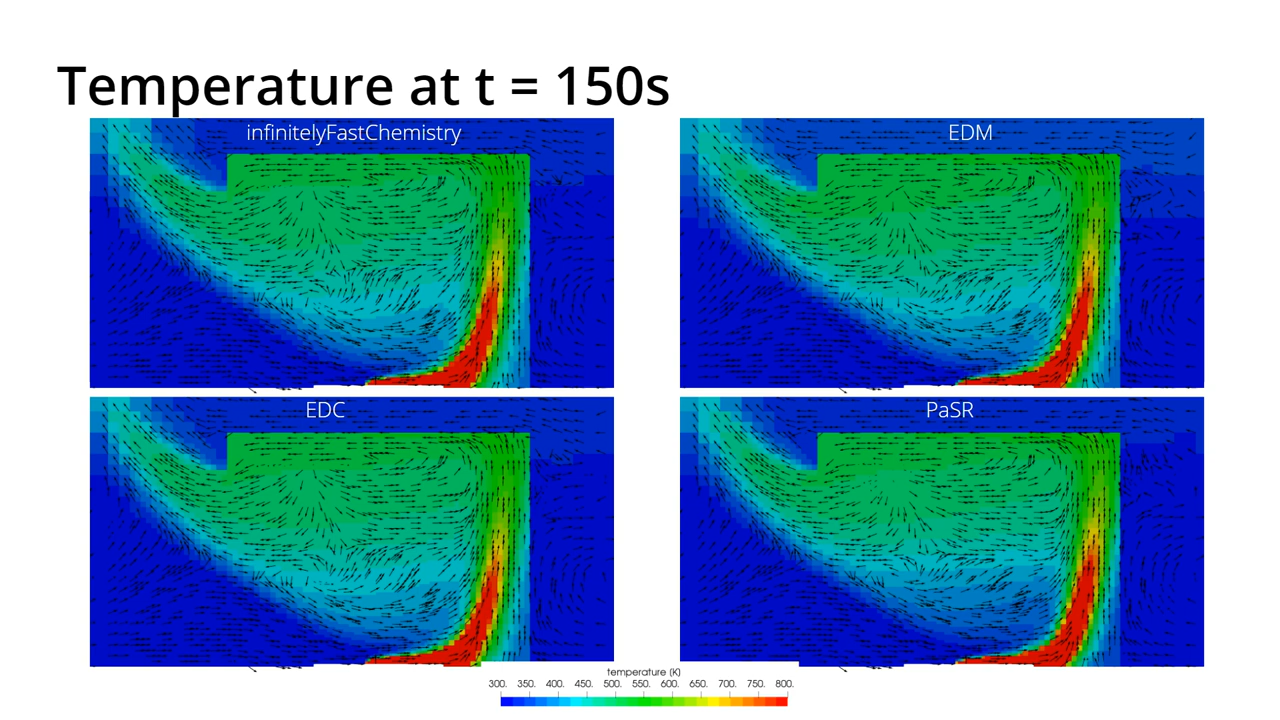 Temperature at t = 150s
infinitelyFastChemistry
EDM
EDC
PaSR
temperature (K)
300. 350. 400. 450. 500. 550. 600. 650. 700. 750. 800.